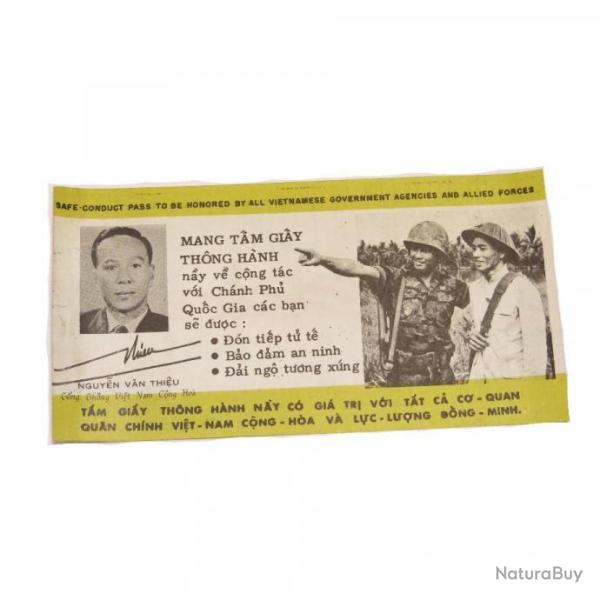 SAFE-CONDUCT PASS TO BE HONORED BY ALL VIETNAMESE GOVERNMENT AGENCIES AND ALLIED FORCES
MANG TẤM GIẤY
THÔNG HÀNH
nầy về cộng tác
với Chánh Phủ
Quốc Gia các bạn
sẽ được :
• Đón tiếp tử tế
• Bảo đảm an ninh
• Đãi ngộ tương xứng
NGUYỄN VĂN THIỆU
Tổng Thống Việt Nam Cộng Hoà
TẤM GIẤY THÔNG HÀNH NẦY CÓ GIÁ TRỊ VỚI TẤT CẢ CƠ - QUAN
QUÂN CHÍNH VIỆT - NAM CỘNG - HÒA VÀ LỰC - LƯỢNG ĐỒNG - MINH.
NaturaBuy